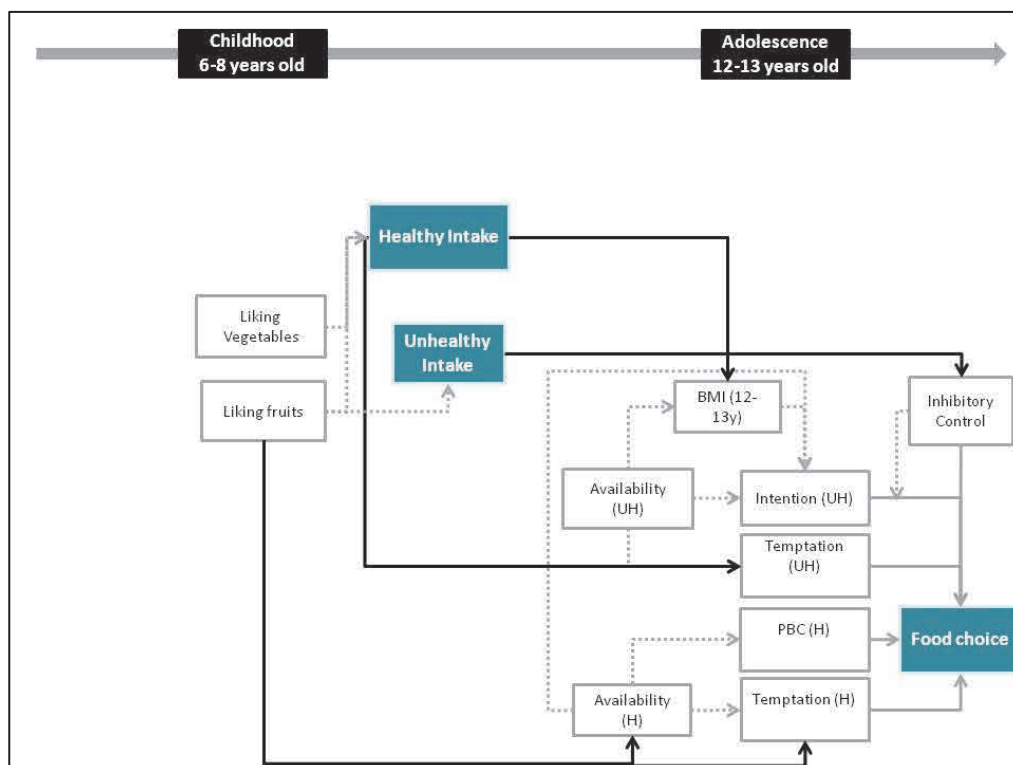 Childhood
6-8 years old
Adolescence
12-13 years old
Healthy Intake
Liking
Vegetables
Unhealthy
Intake
Liking fruits
BMI (12-
13y)
Inhibitory
Control
Availability
(UH)
Intention (UH)
Temptation
(UH)
PBC (H)
Food choice
Availability
(H)
Temptation (H)